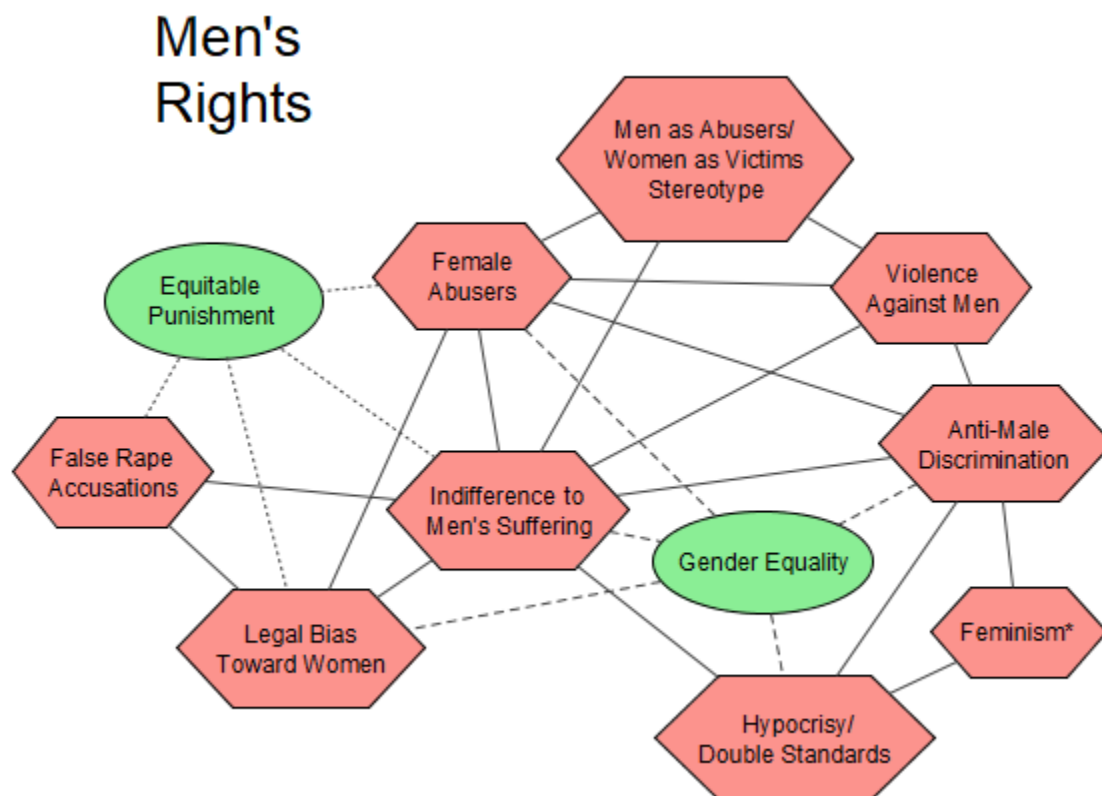 Men's
Rights
Men as Abusers/
Women as Victims
Stereotype
Female
Abusers
Violence
Against Men
Equitable
Punishment
Anti-Male
Discrimination
False Rape
Accusations
Indifference to
Men's Suffering
Gender Equality
Feminism*
Legal Bias
Toward Women
Hypocrisy/
Double Standards